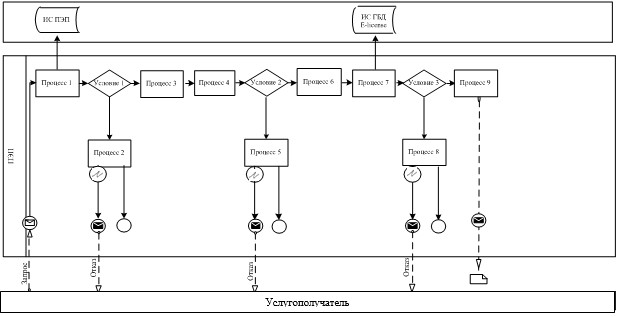 ИС ПЭП
ИС ГБД
E-license
ПЭП
Процесс 1
Условие 1
Процесс 3
Процесс 4
Условие 2
Процесс 6
Процесс 7
Условие 3
Процесс 9
Процесс 2
Процесс 5
Процесс 8
Запрос
Отказ
Отказ
Отказ
Услугополучатель